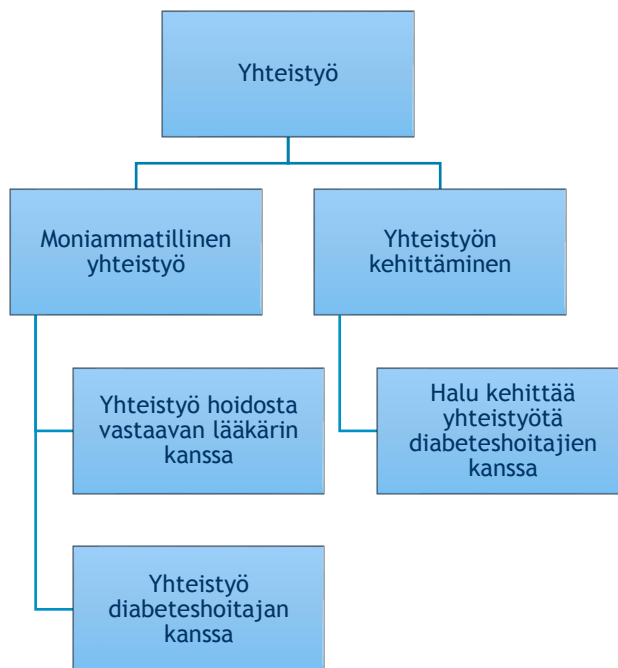 Yhteistyö
Moniammatillinen
yhteistyö
Yhteistyön
kehittäminen
Yhteistyö hoidosta
vastaavan lääkärin
kanssa
Halu kehittää
yhteistyötä
diabeteshoitajien
kanssa
Yhteistyö
diabeteshoitajan
kanssa